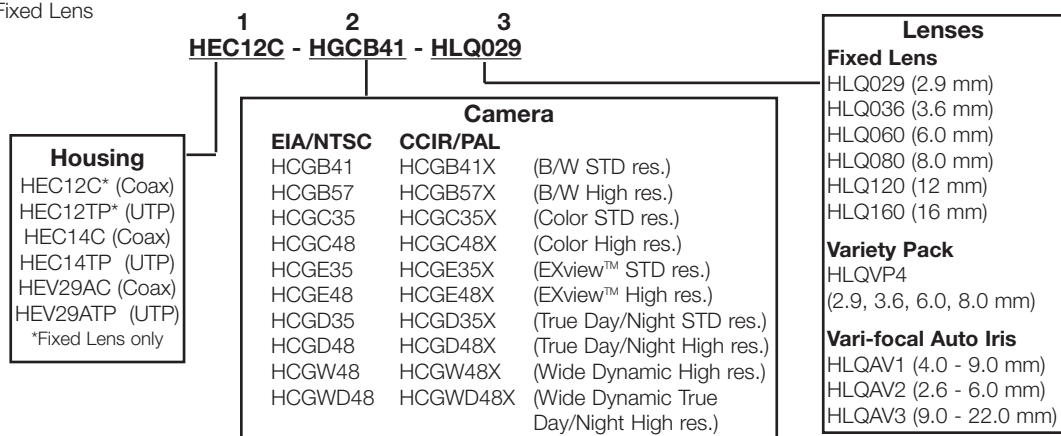 Fixed Lens
1 2 3
HEC12C - HGCB41 - HLQ029
Housing
HEC12C* (Coax)
HEC12TP* (UTP)
HEC14C (Coax)
HEC14TP (UTP)
HEV29AC (Coax)
HEV29ATP (UTP)
*Fixed Lens only
Camera
EIA/NTSC CCIR/PAL
HCGB41 HCGB41X (B/W STD res.)
HCGB57 HCGB57X (B/W High res.)
HCGC35 HCGC35X (Color STD res.)
HCGC48 HCGC48X (Color High res.)
HCGE35 HCGE35X (EXview™ STD res.)
HCGE48 HCGE48X (EXview™ High res.)
HCGD35 HCGD35X (True Day/Night STD res.)
HCGD48 HCGD48X (True Day/Night High res.)
HCGW48 HCGW48X (Wide Dynamic High res.)
HCGWD48 HCGWD48X (Wide Dynamic True
Day/Night High res.)
Lenses
Fixed Lens
HLQ029 (2.9 mm)
HLQ036 (3.6 mm)
HLQ060 (6.0 mm)
HLQ080 (8.0 mm)
HLQ120 (12 mm)
HLQ160 (16 mm)
Variety Pack
HLQVP4
(2.9, 3.6, 6.0, 8.0 mm)
Vari-focal Auto Iris
HLQAV1 (4.0 - 9.0 mm)
HLQAV2 (2.6 - 6.0 mm)
HLQAV3 (9.0 - 22.0 mm)